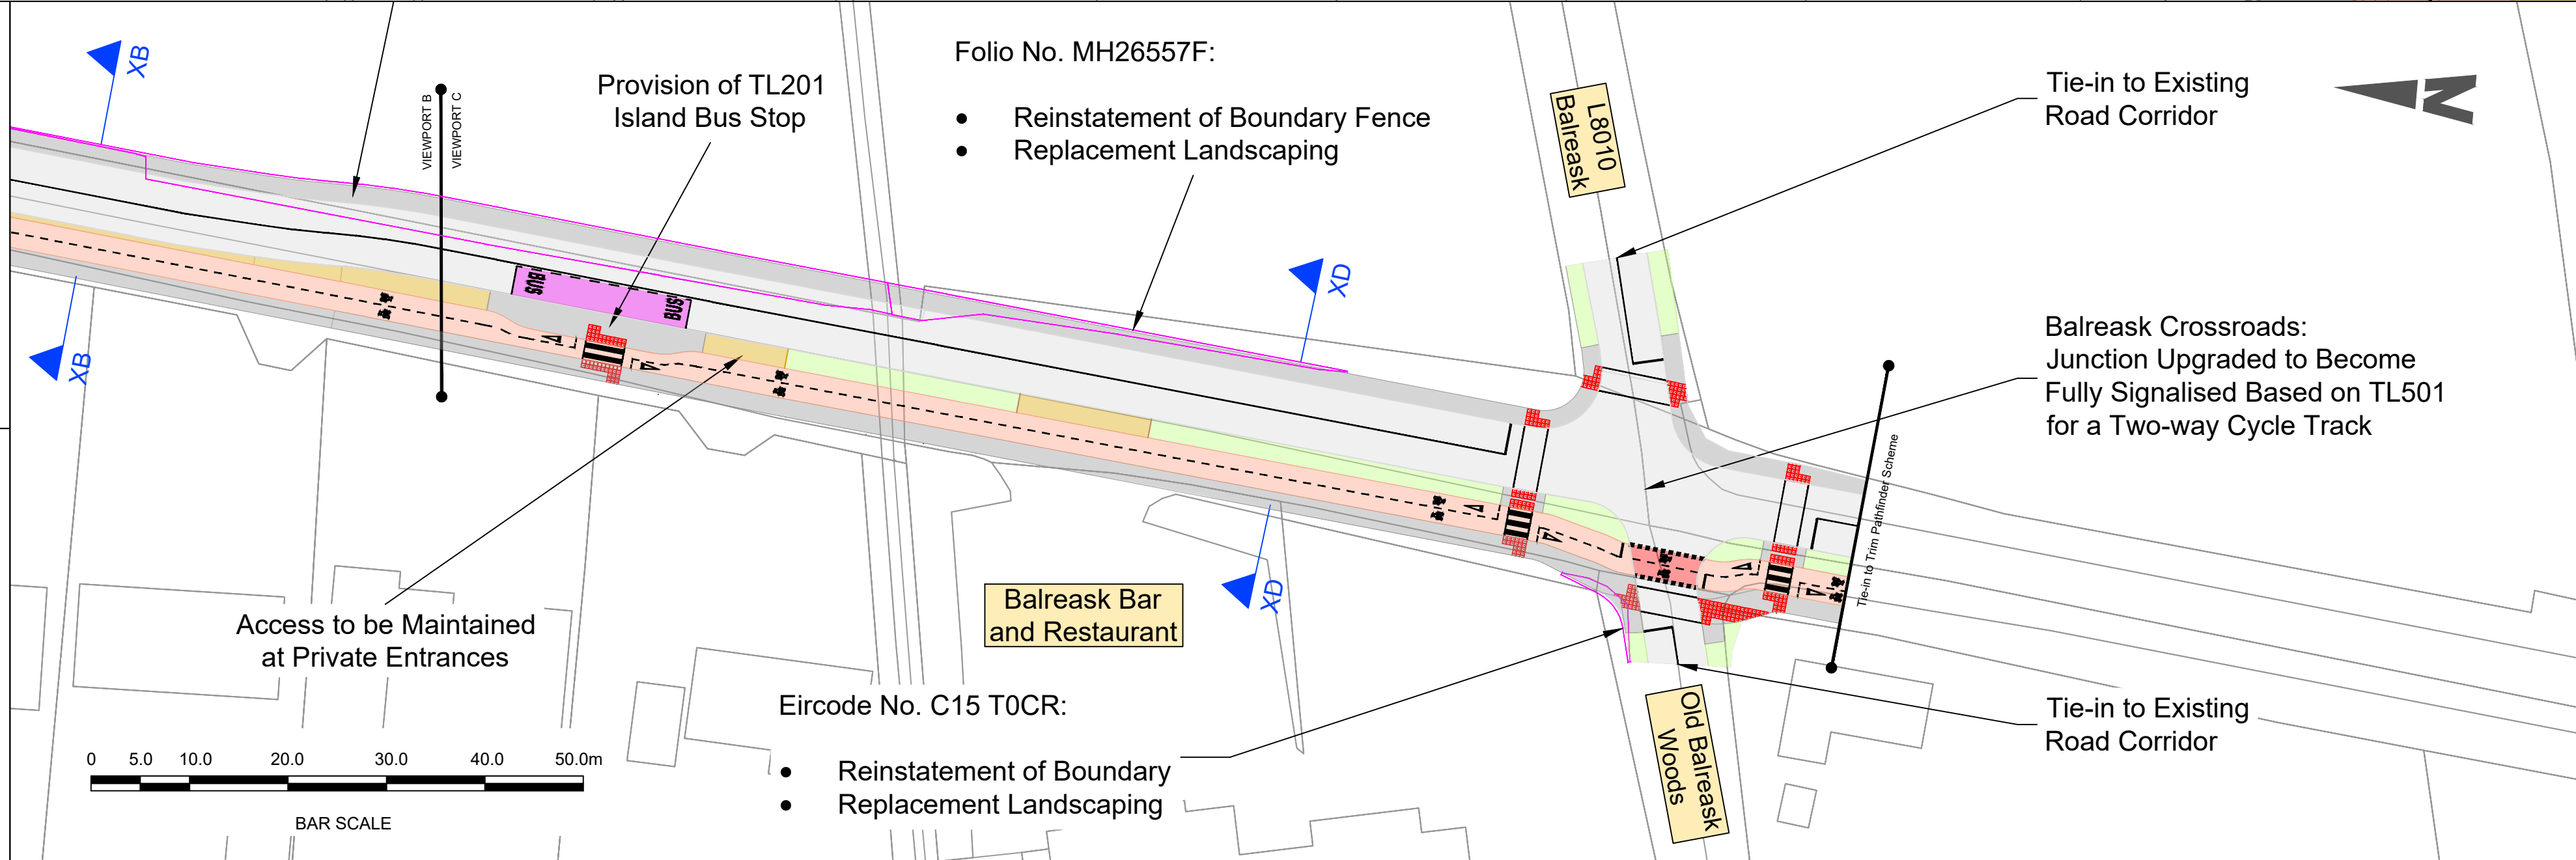 XB
VIEWPORT B
VIEWPORT C
Provision of TL201
Island Bus Stop
Folio No. MH26557F:
● Reinstatement of Boundary Fence
● Replacement Landscaping
L8010
Balreask
Tie-in to Existing
Road Corridor
N
XD
BUS
BUS
XB
Balreask Crossroads:
Junction Upgraded to Become
Fully Signalised Based on TL501
for a Two-way Cycle Track
Tie-in to Trim Pathfinder Scheme
XD
Balreask Bar
and Restaurant
Access to be Maintained
at Private Entrances
Eircode No. C15 T0CR:
● Reinstatement of Boundary
● Replacement Landscaping
Old Balreask
Woods
Tie-in to Existing
Road Corridor
0 5.0 10.0 20.0 30.0 40.0 50.0m
BAR SCALE